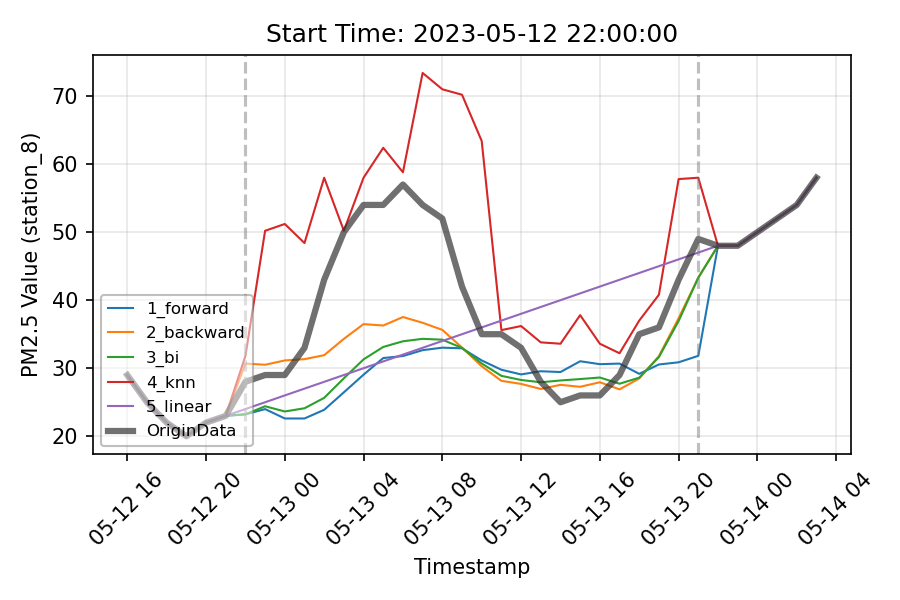 Start Time: 2023-05-12 22:00:00
PM2.5 Value (station_8)
70
60
50
40
30
20
1_forward
2_backward
3_bi
4_knn
5_linear
OriginData
05-12 16
05-12 20
05-13 00
05-13 04
05-13 08
05-13 12
05-13 16
05-13 20
05-14 00
05-14 04
Timestamp